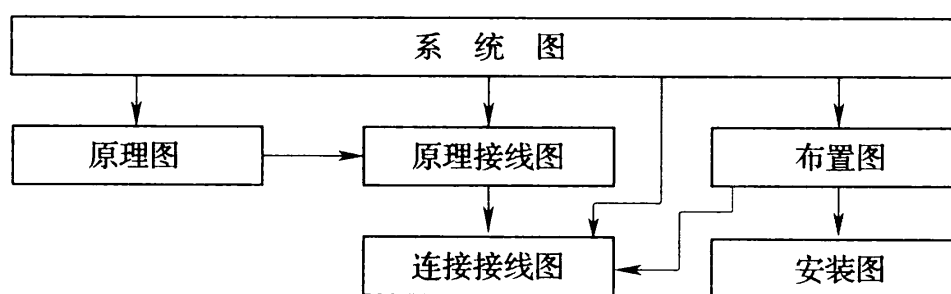 系 统 图
原理图
原理接线图
布置图
连接接线图
安装图